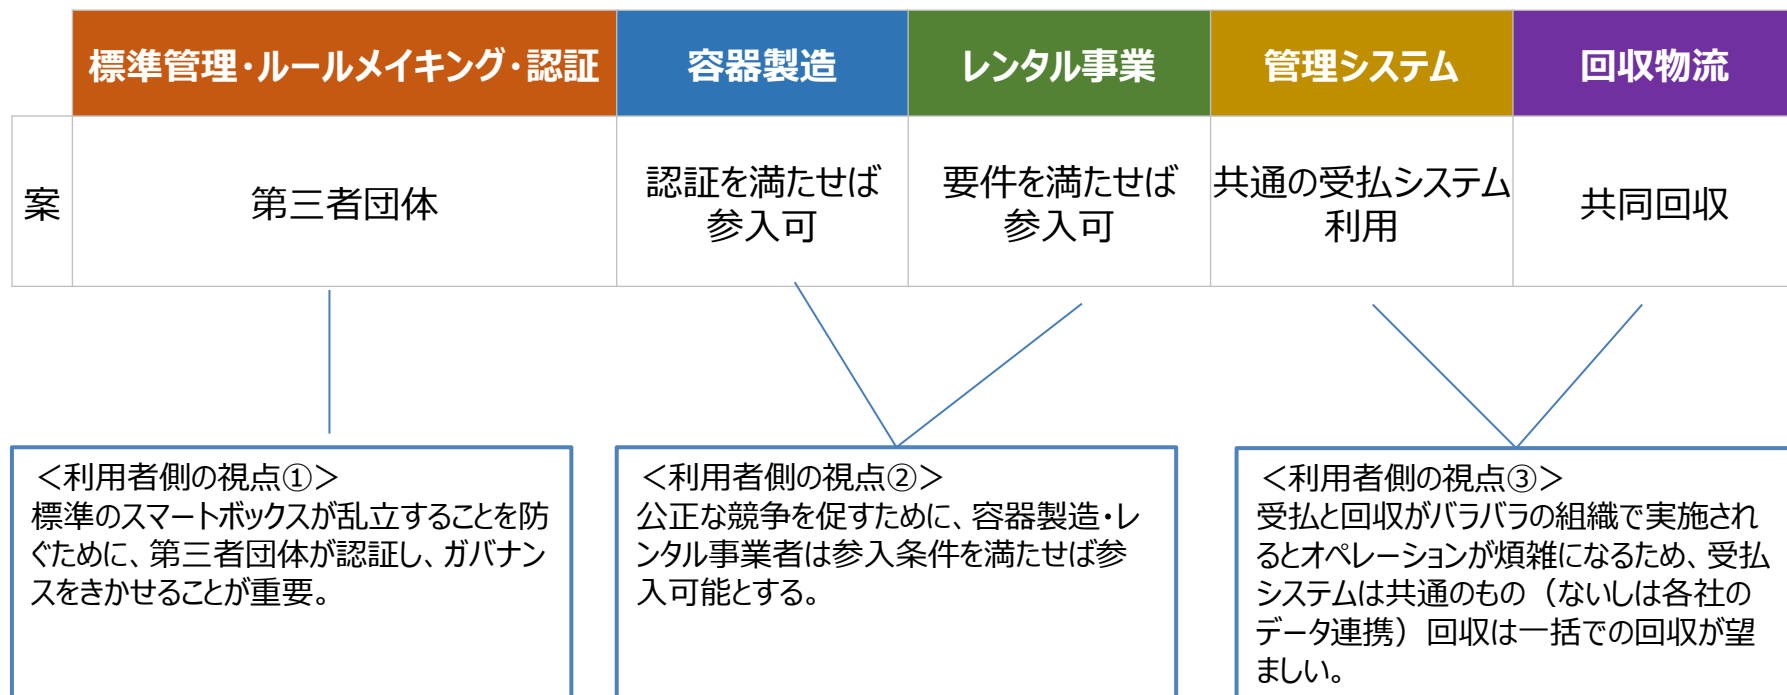 標準管理・ルールメイキング・認証
容器製造
レンタル事業
管理システム
回収物流
案
第三者団体
認証を満たせば
参入可
要件を満たせば
参入可
共通の受払システム
利用
共同回収
＜利用者側の視点①＞
標準のスマートボックスが乱立することを防
ぐために、第三者団体が認証し、ガバナン
スをきかせることが重要。
＜利用者側の視点②＞
公正な競争を促すために、容器製造・レ
ンタル事業者は参入条件を満たせば参
入可能とする。
＜利用者側の視点③＞
受払と回収がバラバラの組織で実施され
るとオペレーションが煩雑になるため、受払
システムは共通のもの（ないしは各社の
データ連携）回収は一括での回収が望
ましい。